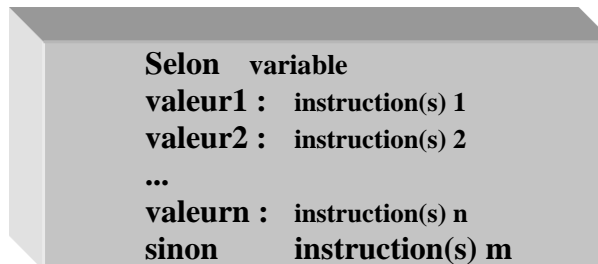 Selon variable
valeur1 : instruction(s) 1
valeur2 : instruction(s) 2
...
valeurn : instruction(s) n
sinon instruction(s) m